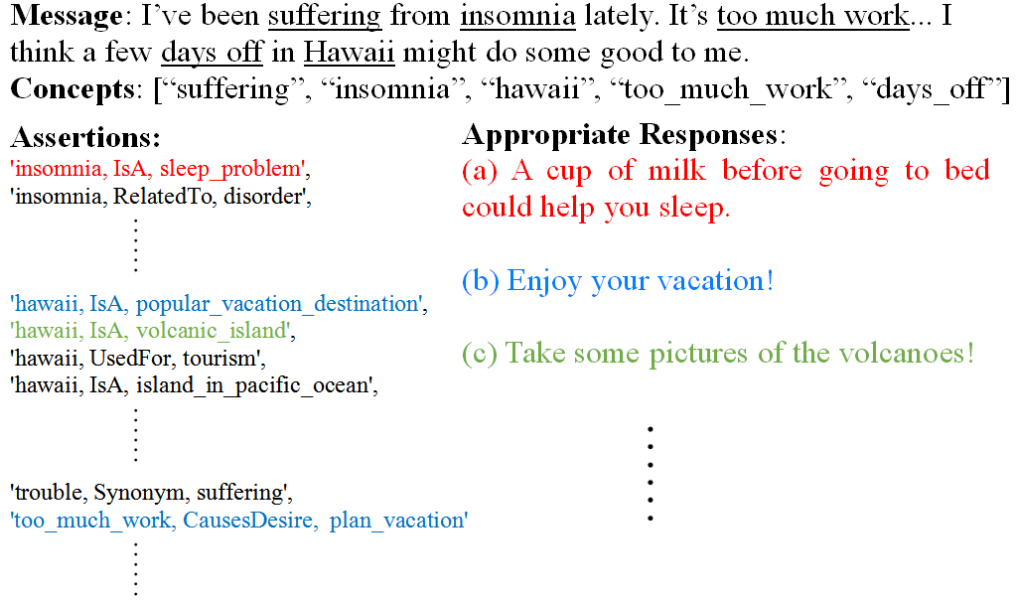 Message: I’ve been suffering from insomnia lately. It’s too much work... I
think a few days off in Hawaii might do some good to me.
Concepts: [“suffering”, “insomnia”, “hawaii”, “too_much_work”, “days_off”]
Assertions:
'insomnia, IsA, sleep_problem',
'insomnia, RelatedTo, disorder',
'hawaii, IsA, popular_vacation_destination',
'hawaii, IsA, volcanic_island',
'hawaii, UsedFor, tourism',
'hawaii, IsA, island_in_pacific_ocean',
'trouble, Synonym, suffering',
'too_much_work, CausesDesire, plan_vacation'
Appropriate Responses:
(a) A cup of milk before going to bed
could help you sleep.
(b) Enjoy your vacation!
(c) Take some pictures of the volcanoes!